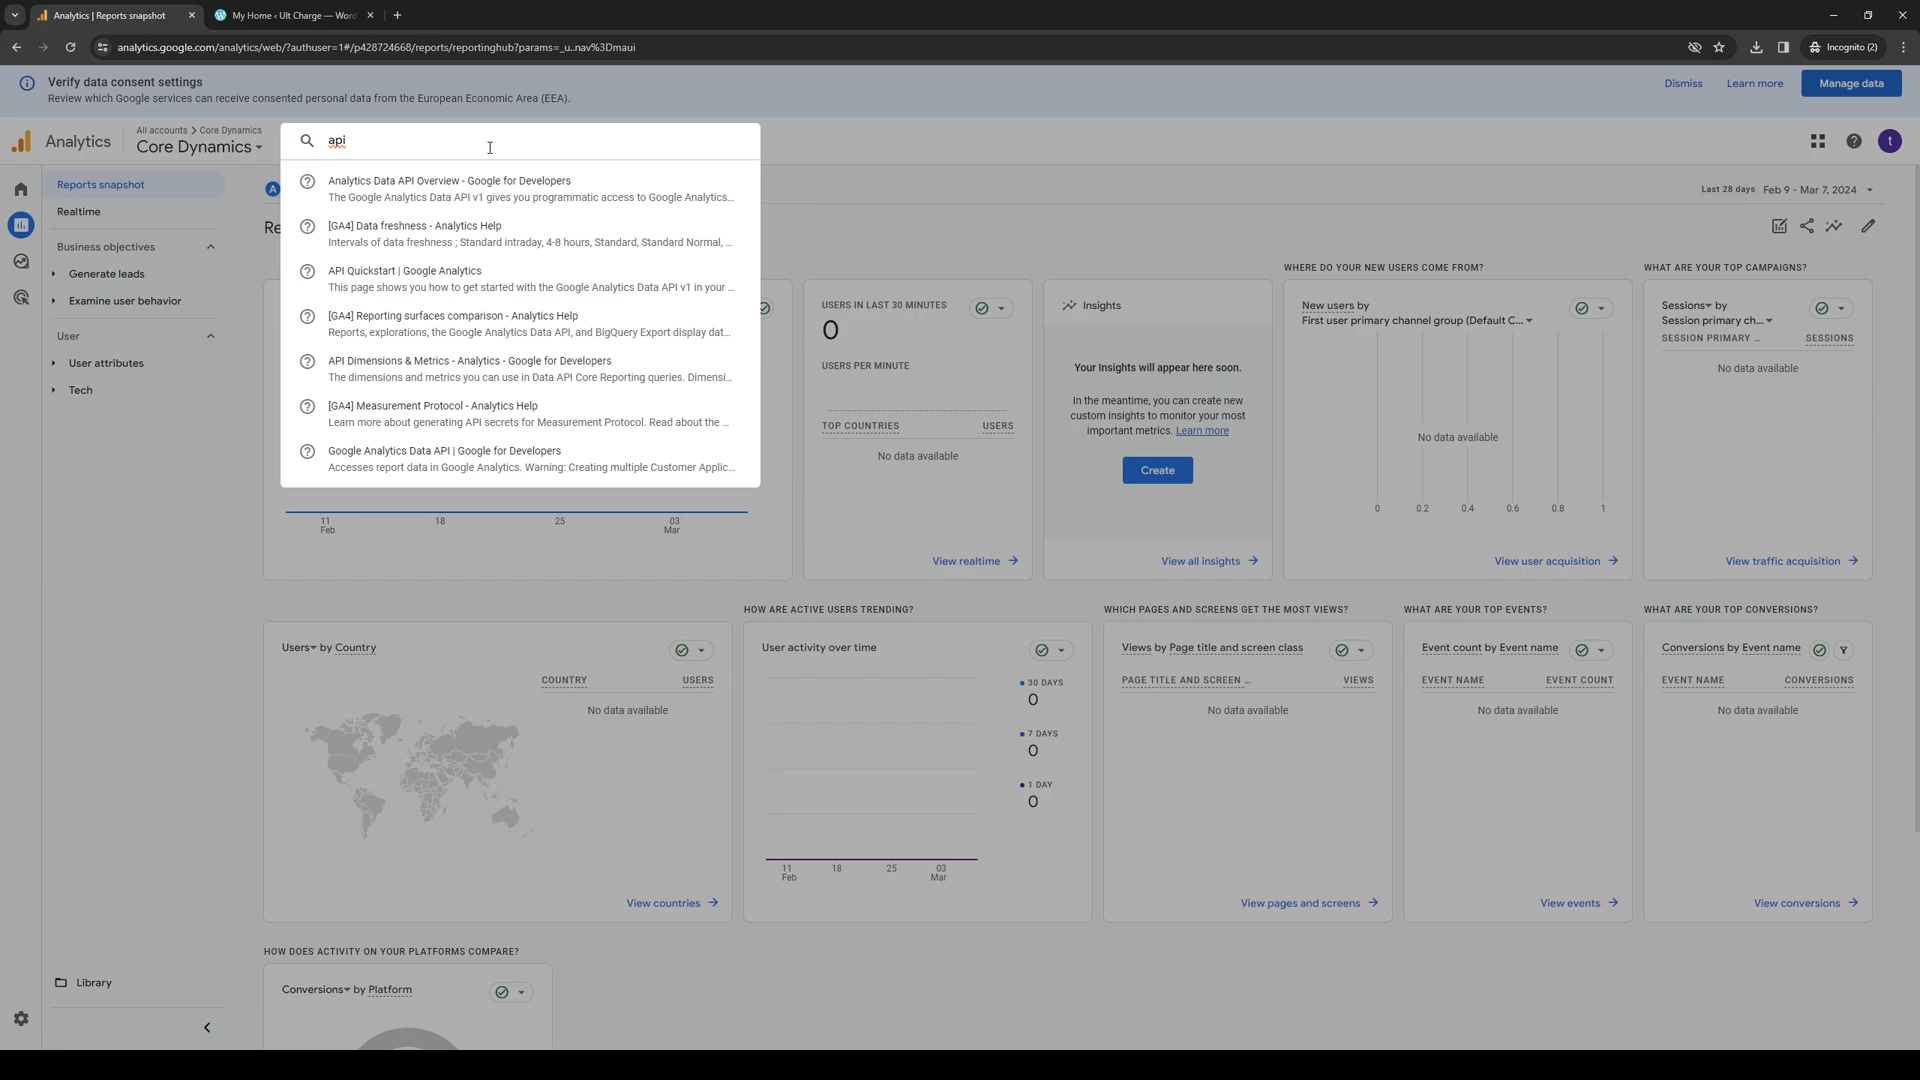 Analytics | Reports snapshot
My Home ‹ Ult Charge — Word
analytics.google.com/analytics/web/?authuser=1#/p428724668/reports/reportinghub?params=_u..nav%3Dmaui
Incognito (2)
Verify data consent settings
Review which Google services can receive consented personal data from the European Economic Area (EEA).
Dismiss
Learn more
Manage data
Analytics
All accounts > Core Dynamics
Core Dynamics
api
t
Analytics Data API Overview - Google for Developers
The Google Analytics Data API v1 gives you programmatic access to Google Analytics…
[GA4] Data freshness - Analytics Help
Intervals of data freshness ; Standard intraday, 4-8 hours, Standard, Standard Normal, …
API Quickstart | Google Analytics
This page shows you how to get started with the Google Analytics Data API v1 in your …
[GA4] Reporting surfaces comparison - Analytics Help
Reports, explorations, the Google Analytics Data API, and BigQuery Export display dat…
API Dimensions & Metrics - Analytics - Google for Developers
The dimensions and metrics you can use in Data API Core Reporting queries. Dimensi…
[GA4] Measurement Protocol - Analytics Help
Learn more about generating API secrets for Measurement Protocol. Read about the …
Google Analytics Data API | Google for Developers
Accesses report data in Google Analytics. Warning: Creating multiple Customer Applic…
Reports snapshot
Realtime
Business objectives
Generate leads
Examine user behavior
User
User attributes
Tech
Library
A
Last 28 days Feb 9 - Mar 7, 2024
Re
11
Feb
18
25
03
Mar
USERS IN LAST 30 MINUTES
0
USERS PER MINUTE
TOP COUNTRIES
USERS
No data available
View realtime
Insights
Your Insights will appear here soon.
In the meantime, you can create new
custom insights to monitor your most
important metrics. Learn more
Create
View all insights
WHERE DO YOUR NEW USERS COME FROM?
New users by
First user primary channel group (Default C...
No data available
0
0.2
0.4
0.6
0.8
1
View user acquisition
WHAT ARE YOUR TOP CAMPAIGNS?
Sessions by
Session primary ch...
SESSION PRIMARY ...
SESSIONS
No data available
View traffic acquisition
Users by Country
COUNTRY
USERS
No data available
View countries
HOW ARE ACTIVE USERS TRENDING?
User activity over time
30 DAYS
0
7 DAYS
0
1 DAY
0
11
Feb
18
25
03
Mar
WHICH PAGES AND SCREENS GET THE MOST VIEWS?
Views by Page title and screen class
PAGE TITLE AND SCREEN ...
VIEWS
No data available
View pages and screens
WHAT ARE YOUR TOP EVENTS?
Event count by Event name
EVENT NAME
EVENT COUNT
No data available
View events
WHAT ARE YOUR TOP CONVERSIONS?
Conversions by Event name
EVENT NAME
CONVERSIONS
No data available
View conversions
HOW DOES ACTIVITY ON YOUR PLATFORMS COMPARE?
Conversions by Platform